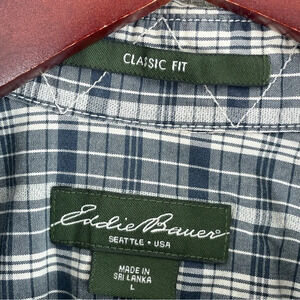 CLASSIC FIT
Eddie Bauer
SEATTLE • USA
MADE IN
SRI LANKA
L